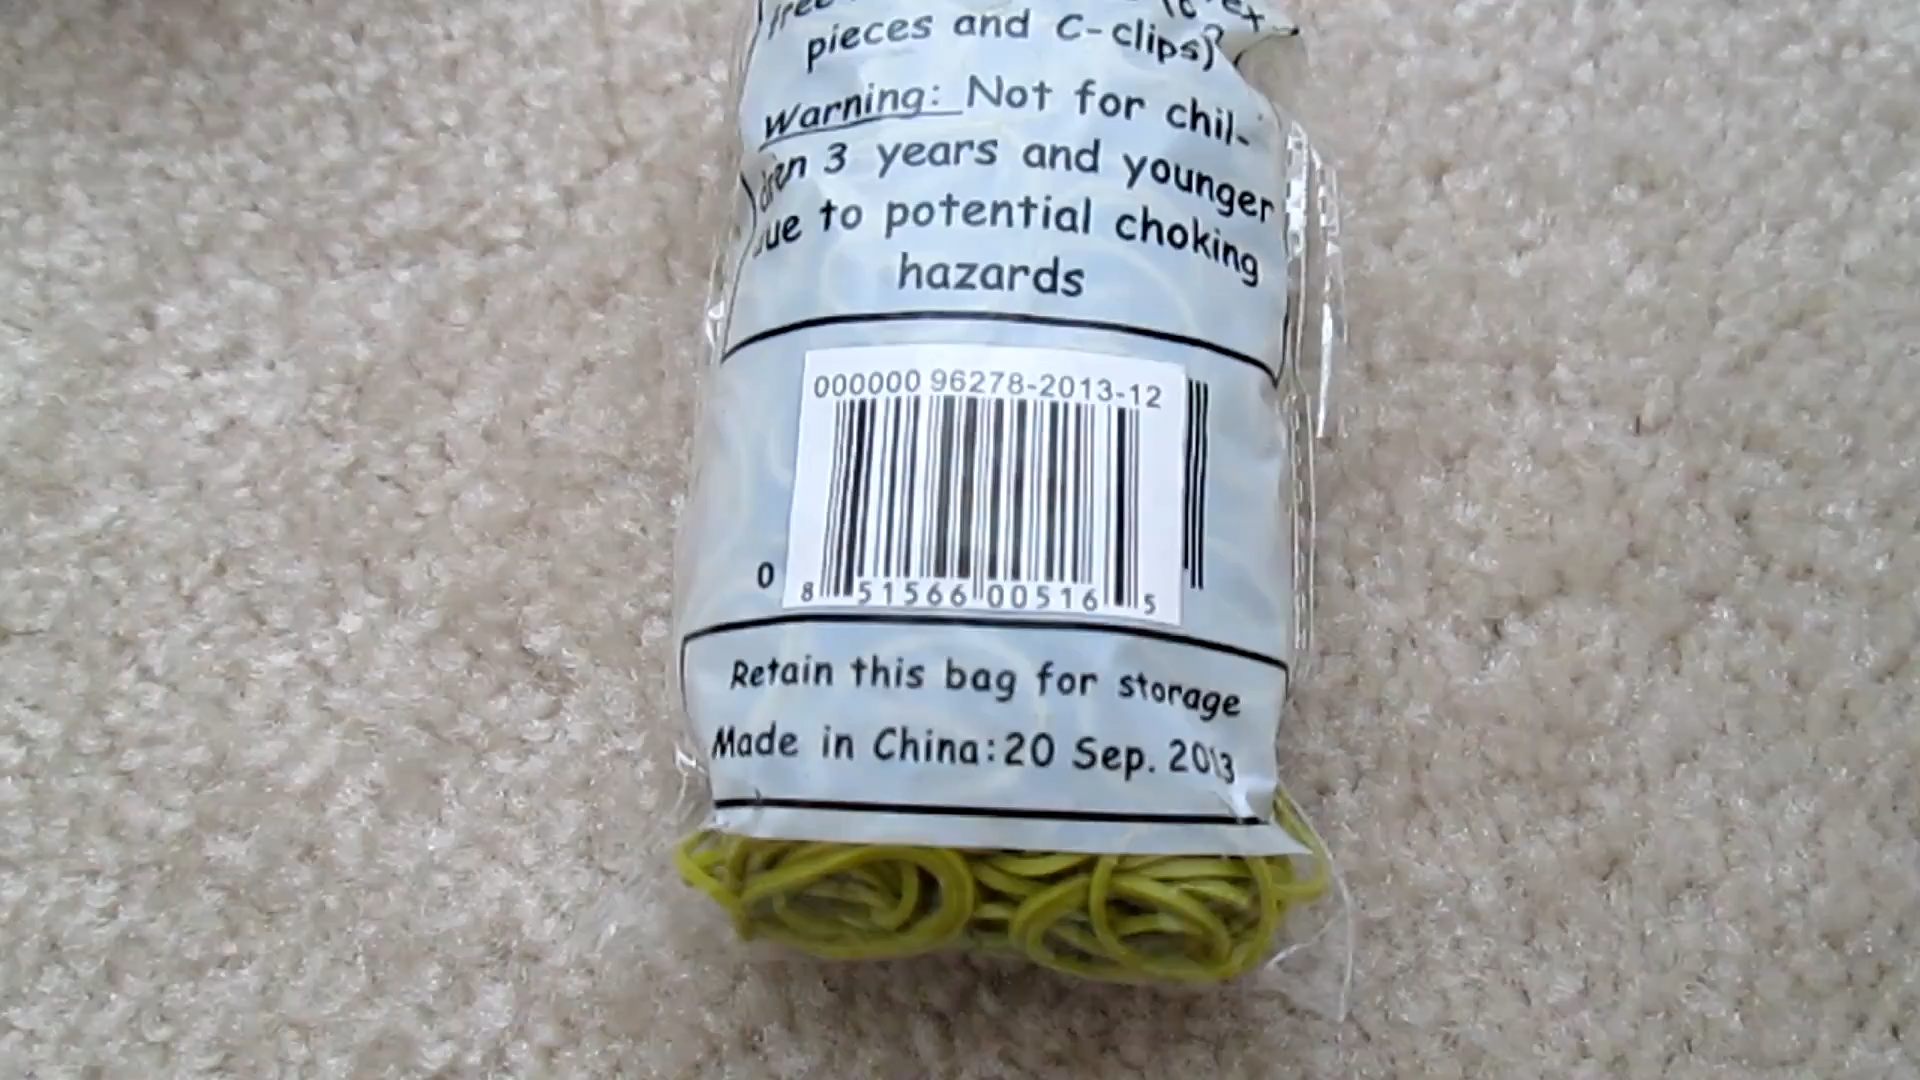 free
pieces and C-clips)
Warning: Not for chil-
dren 3 years and younger
due to potential choking
hazards
000000 96278-2013-12
0 8 51566 00516 5
Retain this bag for storage
Made in China:20 Sep. 2013